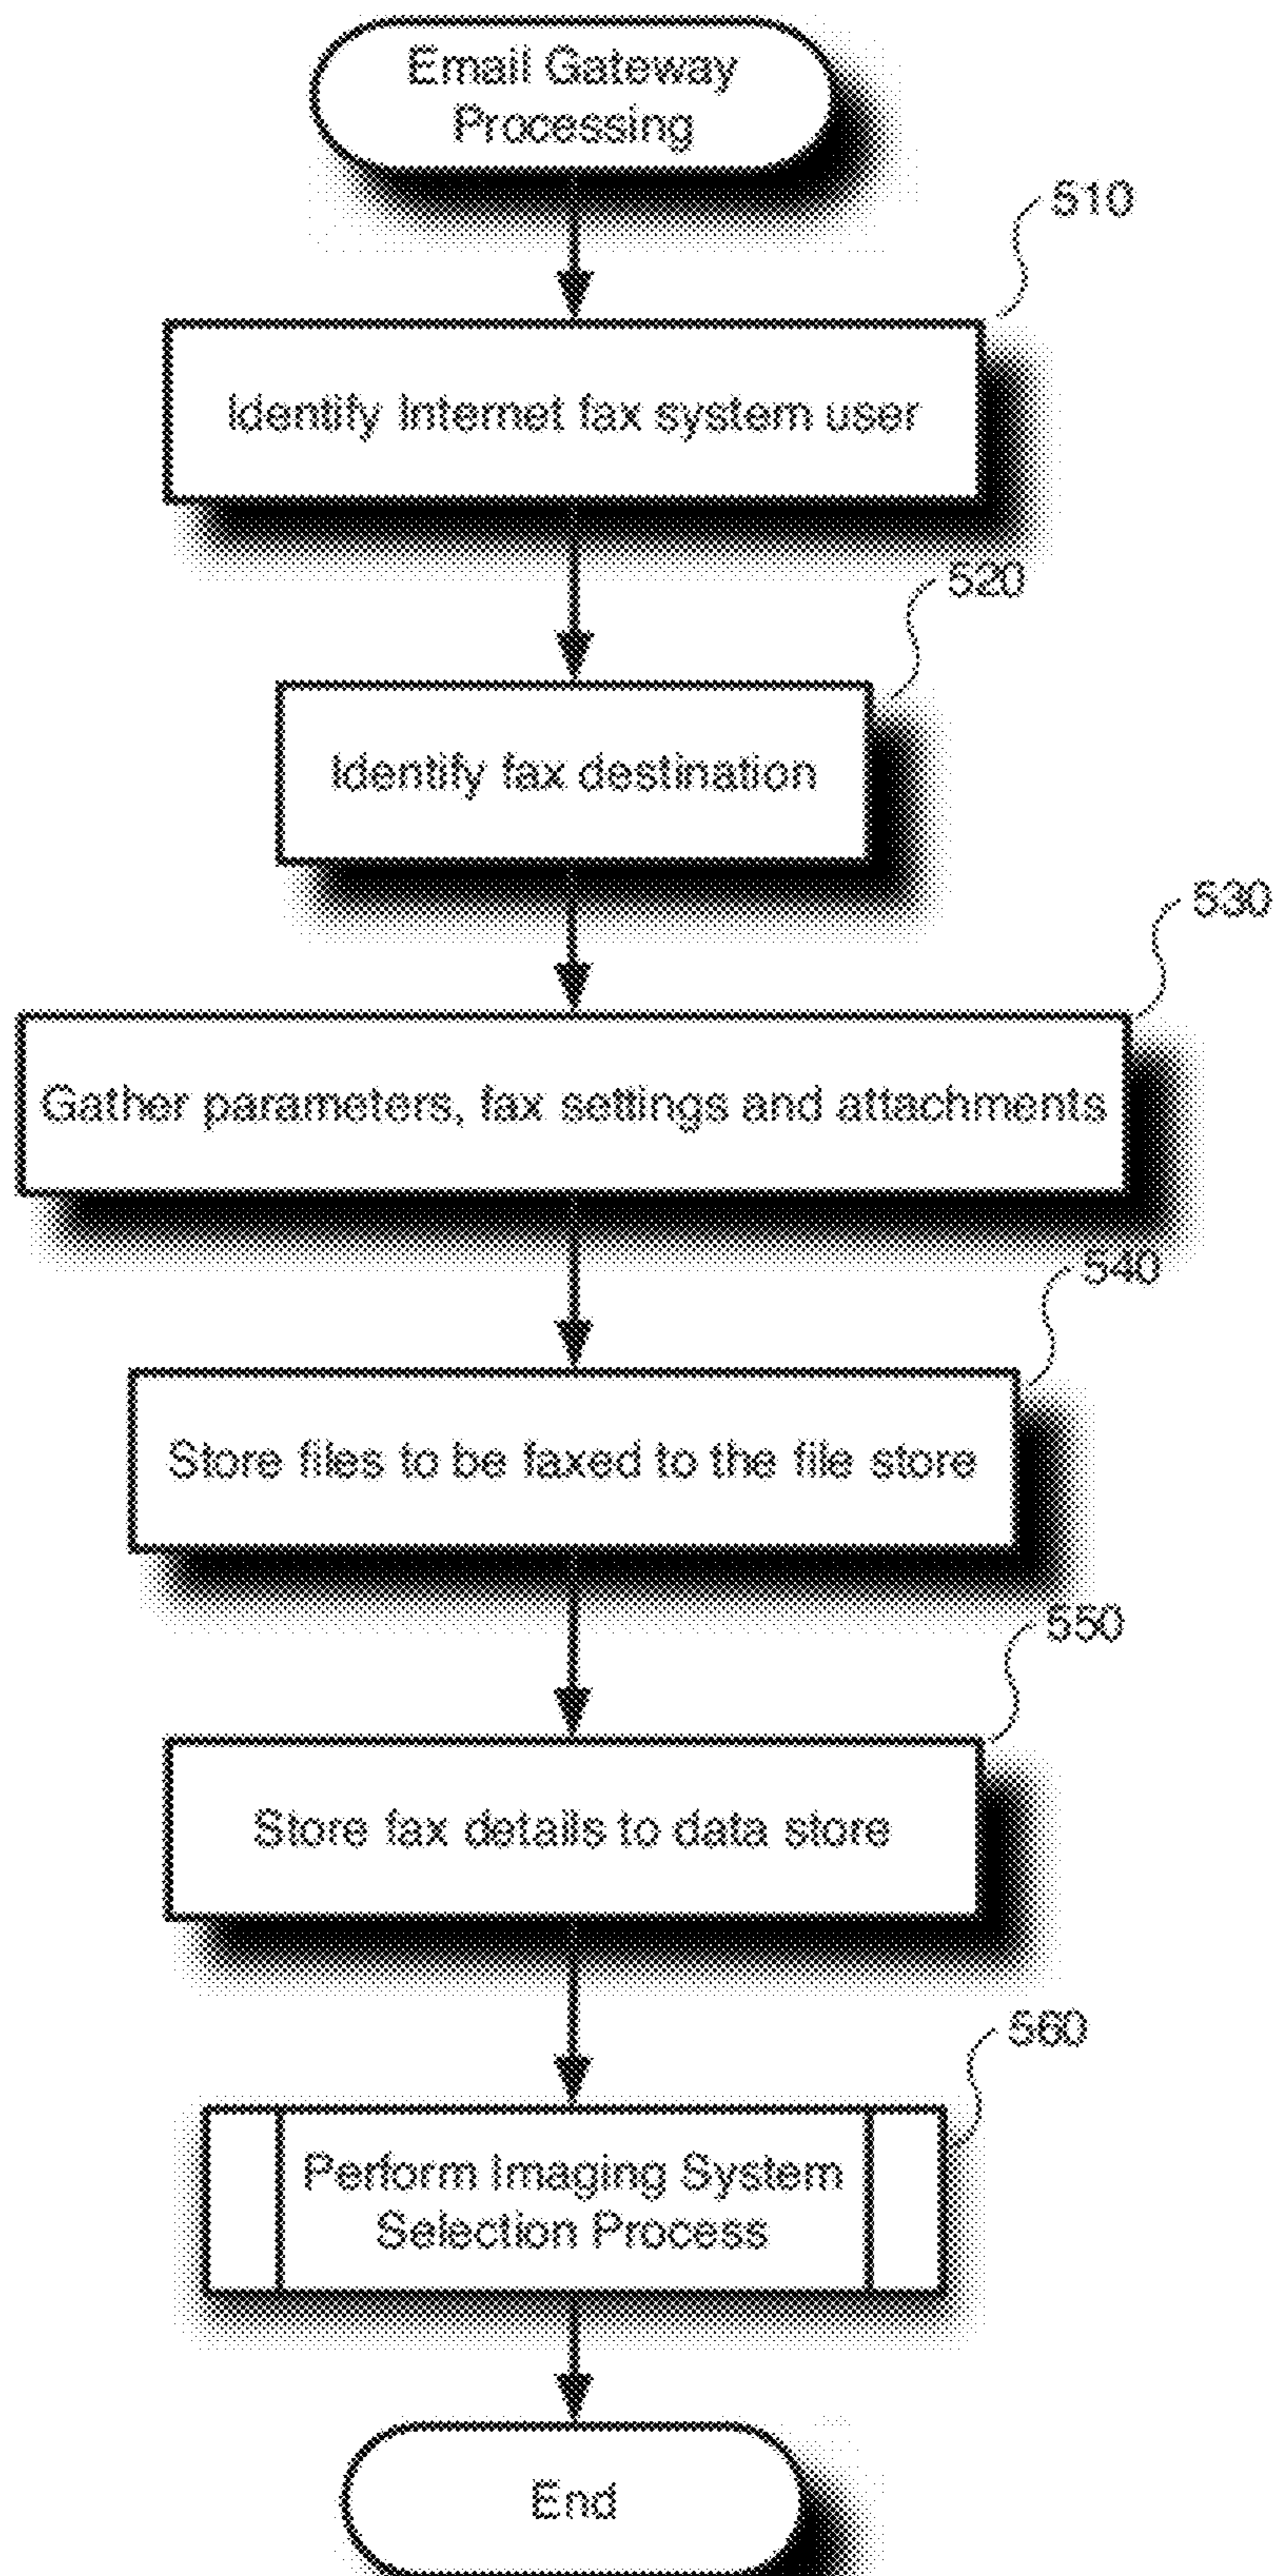 Email Gateway
Processing
510
Identify Internet fax system user
520
Identify fax destination
530
Gather parameters, fax settings and attachments
540
Store files to be faxed to the file store
550
Store fax details to data store
560
Perform Imaging System
Selection Process
End